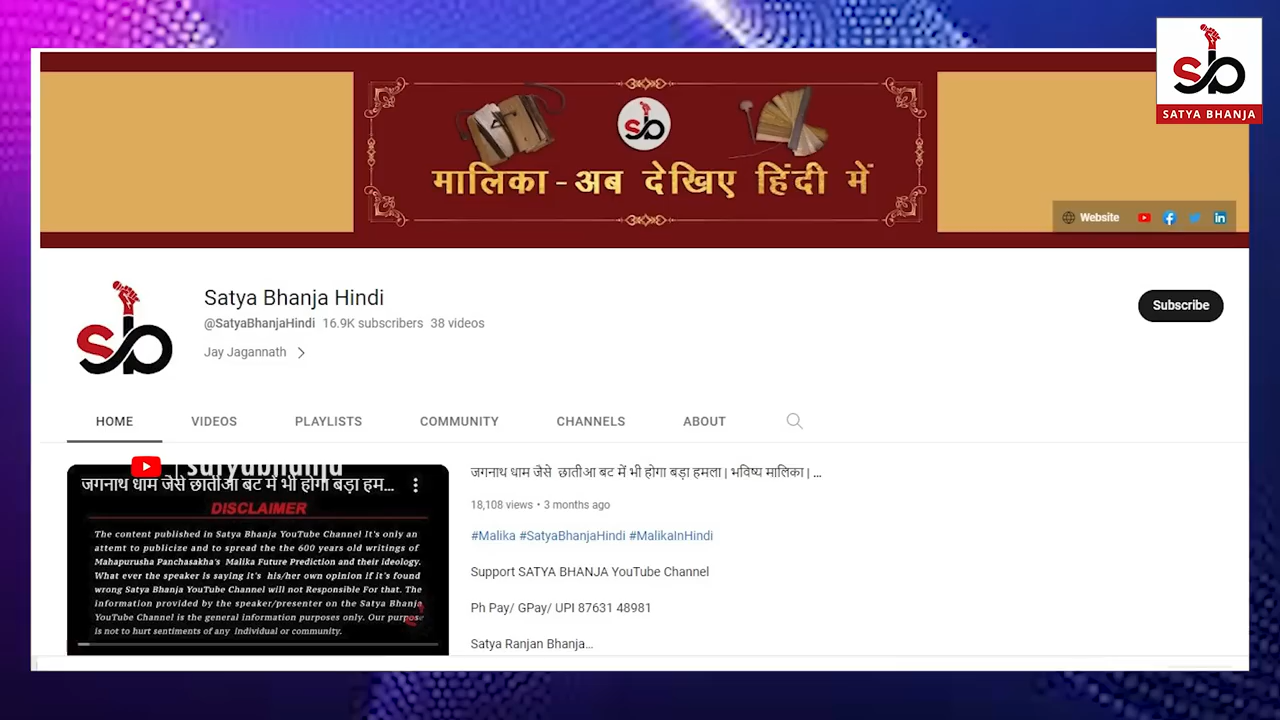 sb
SATYA BHANJA
sb
मालिका - अब देखिए हिंदी में
Website
in
sb
Satya Bhanja Hindi
@SatyaBhanjaHindi 16.9K subscribers 38 videos
Jay Jagannath
Subscribe
HOME VIDEOS PLAYLISTS COMMUNITY CHANNELS ABOUT
| satyabhanja
जगनाथ धाम जेसे छातीआ बट में भी होगा बड़ा हम...
DISCLAIMER
The content published in Satya Bhanja YouTube Channel It's only an
attemt to publicize and to spread the the 600 years old writings of
Mahapurusha Panchasakha's Malika Future Prediction and their ideology.
What ever the speaker is saying it's his/her own opinion if it's found
wrong Satya Bhanja YouTube Channel will not Responsible For that. The
information provided by the speaker/presenter on the Satya Bhanja
YouTube Channel is the general information purposes only. Our purpose
is not to hurt sentiments of any individual or community.
जगनाथ धाम जेसे छातीआ बट में भी होगा बड़ा हमला | भविष्य मालिका | ...
18,108 views • 3 months ago
#Malika #SatyaBhanjaHindi #MalikaInHindi
Support SATYA BHANJA YouTube Channel
Ph Pay/ GPay/ UPI 87631 48981
Satya Ranjan Bhanja...